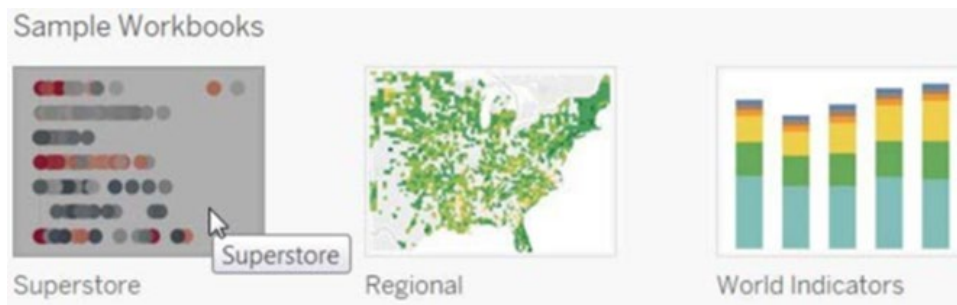 Sample Workbooks
Superstore
Superstore
Regional
World Indicators